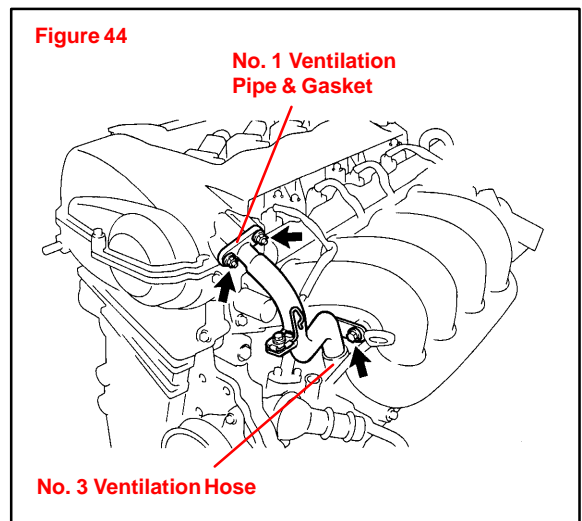 Figure 44
No. 1 Ventilation
Pipe & Gasket
No. 3 Ventilation Hose